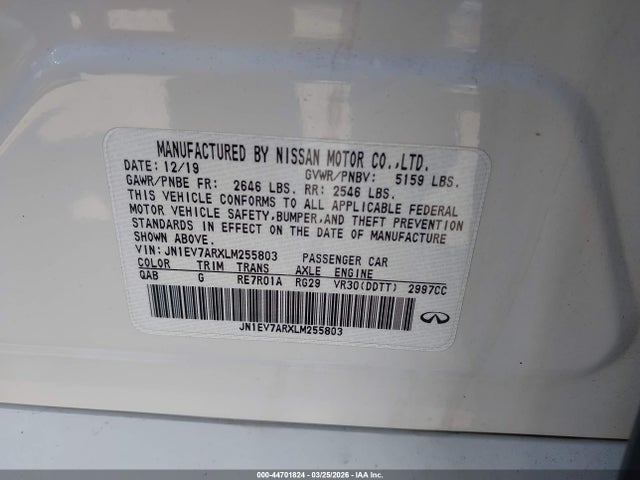 MANUFACTURED BY NISSAN MOTOR CO.,LTD.
DATE: 12/19 GVWR/PNBV: 5159 LBS.
GAWR/PNBE FR: 2646 LBS. RR: 2546 LBS.
THIS VEHICLE CONFORMS TO ALL APPLICABLE FEDERAL
MOTOR VEHICLE SAFETY,BUMPER,AND THEFT PREVENTION
STANDARDS IN EFFECT ON THE DATE OF MANUFACTURE
SHOWN ABOVE.
VIN:JN1EV7ARXLM255803 PASSENGER CAR
COLOR TRIM TRANS AXLE ENGINE
QAB G RE7R01A RG29 VR30(DDTT) 2997CC
JN1EV7ARXLM255803
000-44701824 - 03/25/2026 - © IAA Holdings, LLC